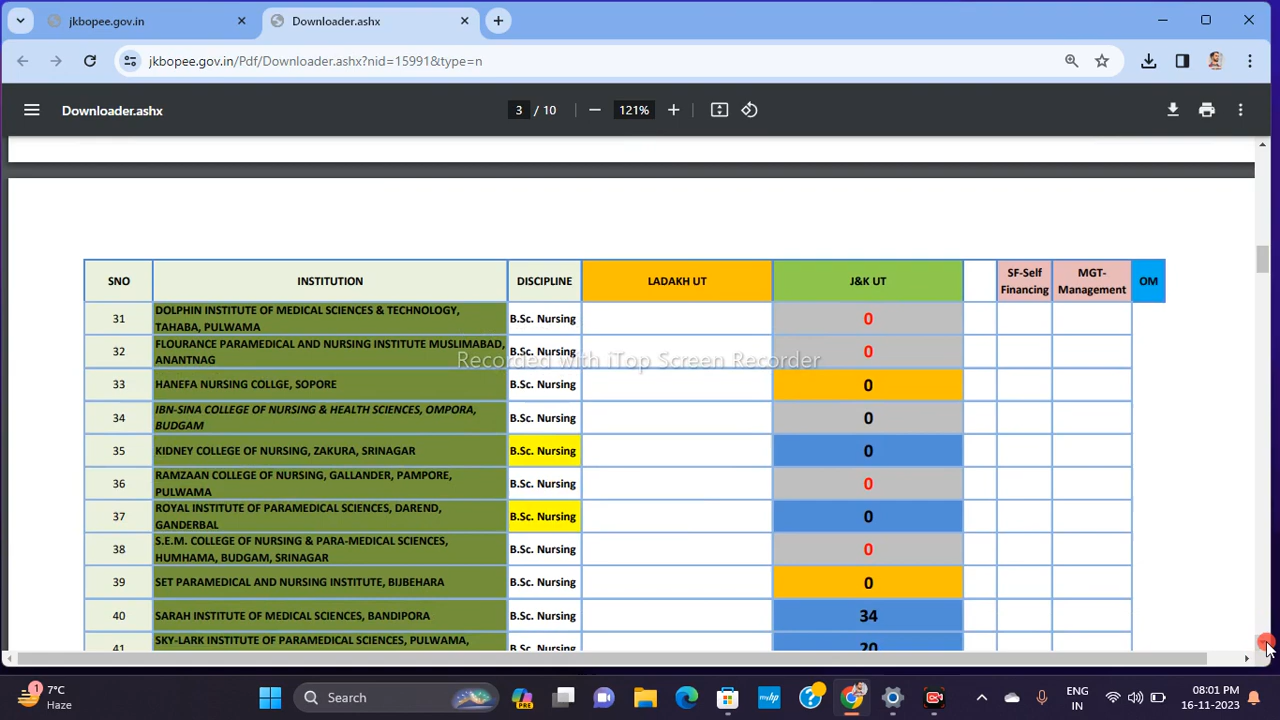 jkbopee.gov.in
Downloader.ashx
jkbopee.gov.in/Pdf/Downloader.ashx?nid=15991&type=n
Downloader.ashx
3 / 10
121%
SNO INSTITUTION DISCIPLINE LADAKH UT J&K UT SF-Self Financing MGT-Management OM
31 DOLPHIN INSTITUTE OF MEDICAL SCIENCES & TECHNOLOGY, TAHABA, PULWAMA B.Sc. Nursing 0
32 FLOURANCE PARAMEDICAL AND NURSING INSTITUTE MUSLIMABAD, ANANTNAG B.Sc. Nursing 0
Recorded with iTop Screen Recorder
33 HANEFA NURSING COLLGE, SOPORE B.Sc. Nursing 0
34 IBN-SINA COLLEGE OF NURSING & HEALTH SCIENCES, OMPORA, BUDGAM B.Sc. Nursing 0
35 KIDNEY COLLEGE OF NURSING, ZAKURA, SRINAGAR B.Sc. Nursing 0
36 RAMZAAN COLLEGE OF NURSING, GALLANDER, PAMPORE, PULWAMA B.Sc. Nursing 0
37 ROYAL INSTITUTE OF PARAMEDICAL SCIENCES, DAREND, GANDERBAL B.Sc. Nursing 0
38 S.E.M. COLLEGE OF NURSING & PARA-MEDICAL SCIENCES, HUMHAMA, BUDGAM, SRINAGAR B.Sc. Nursing 0
39 SET PARAMEDICAL AND NURSING INSTITUTE, BIJBEHARA B.Sc. Nursing 0
40 SARAH INSTITUTE OF MEDICAL SCIENCES, BANDIPORA B.Sc. Nursing 34
41 SKY-LARK INSTITUTE OF PARAMEDICAL SCIENCES, PULWAMA, 20
1
7°C
Haze
Search
PRE
ENG
IN
08:01 PM
16-11-2023